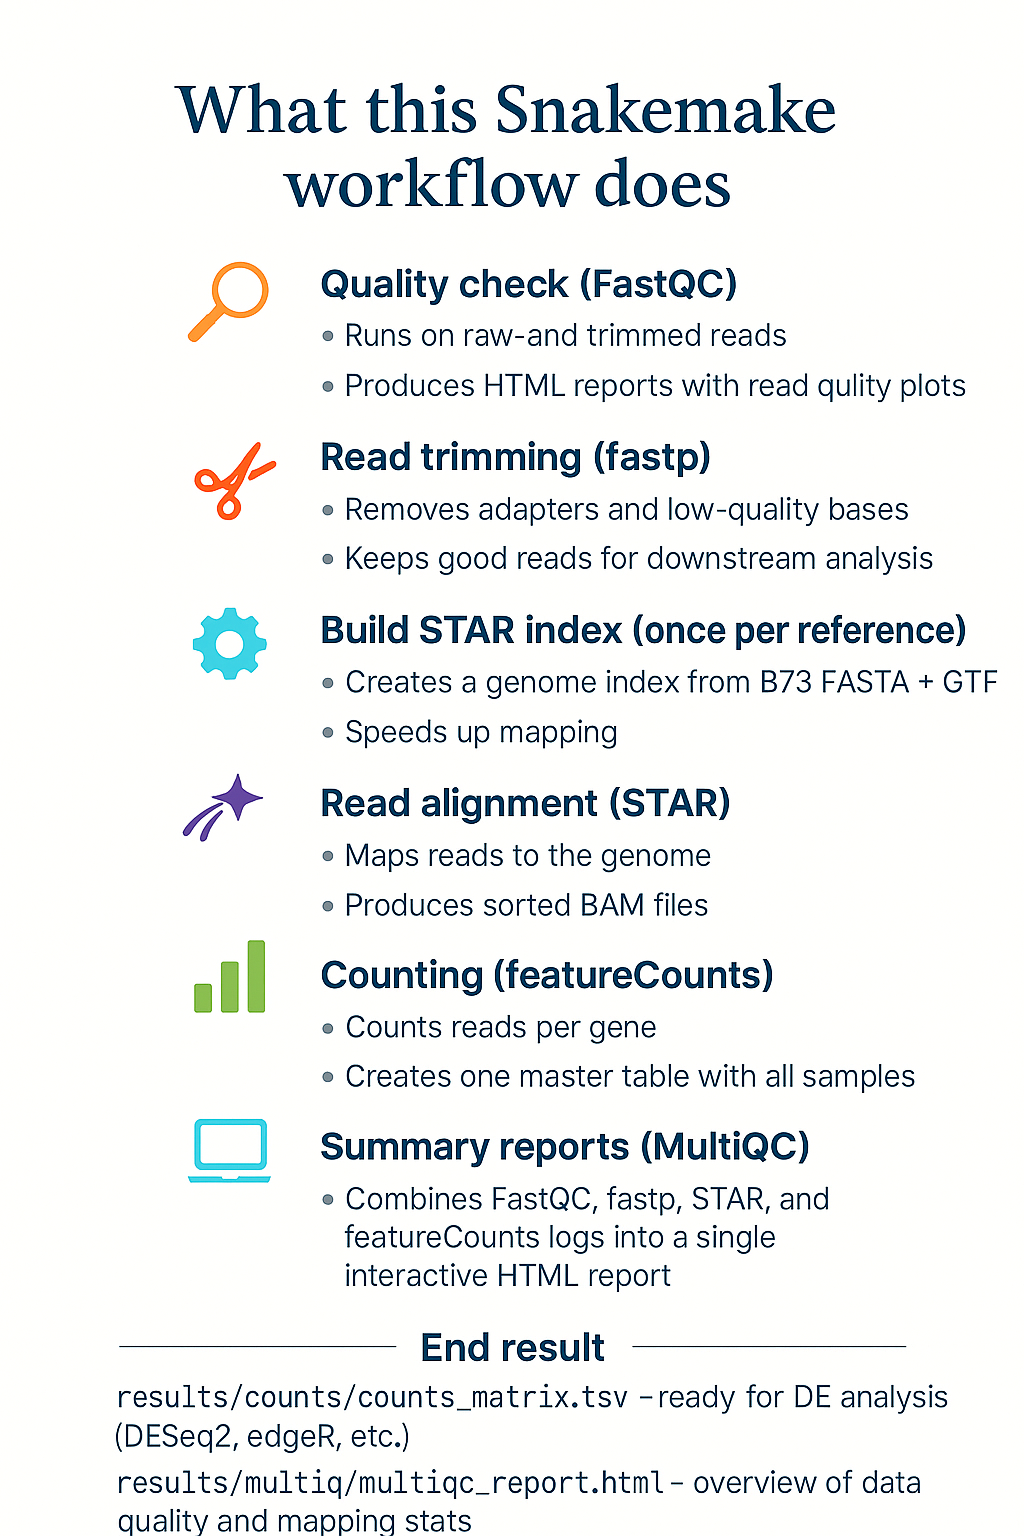 What this Snakemake
workflow does
Quality check (FastQC)
• Runs on raw-and trimmed reads
• Produces HTML reports with read qulity plots
Read trimming (fastp)
• Removes adapters and low-quality bases
• Keeps good reads for downstream analysis
Build STAR index (once per reference)
• Creates a genome index from B73 FASTA + GTF
• Speeds up mapping
Read alignment (STAR)
• Maps reads to the genome
• Produces sorted BAM files
Counting (featureCounts)
• Counts reads per gene
• Creates one master table with all samples
Summary reports (MultiQC)
• Combines FastQC, fastp, STAR, and
featureCounts logs into a single
interactive HTML report
End result
results/counts/counts_matrix.tsv – ready for DE analysis
(DESeq2, edgeR, etc.)
results/multiq/multiqc_report.html – overview of data
quality and mapping stats